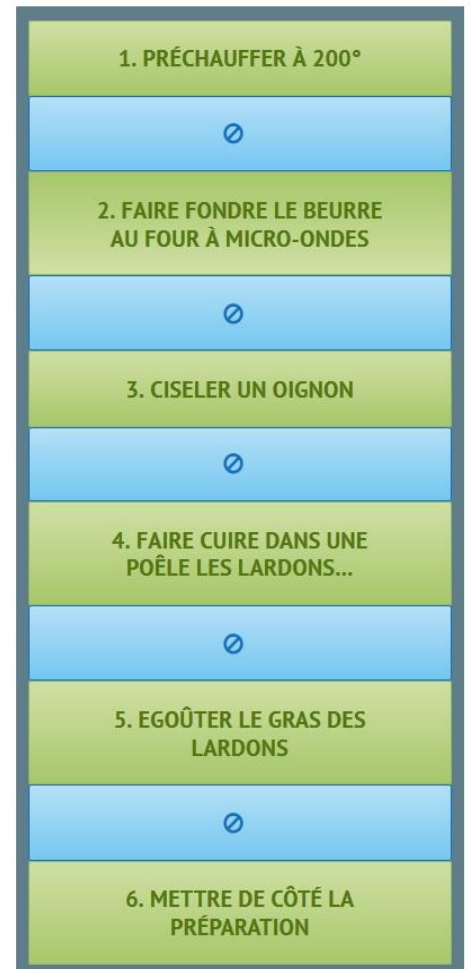 1. PRÉCHAUFFER À 200°
2. FAIRE FONDRE LE BEURRE
AU FOUR À MICRO-ONDES
3. CISELER UN OIGNON
4. FAIRE CUIRE DANS UNE
POÊLE LES LARDONS...
5. EGOÛTER LE GRAS DES
LARDONS
6. METTRE DE CÔTÉ LA
PRÉPARATION